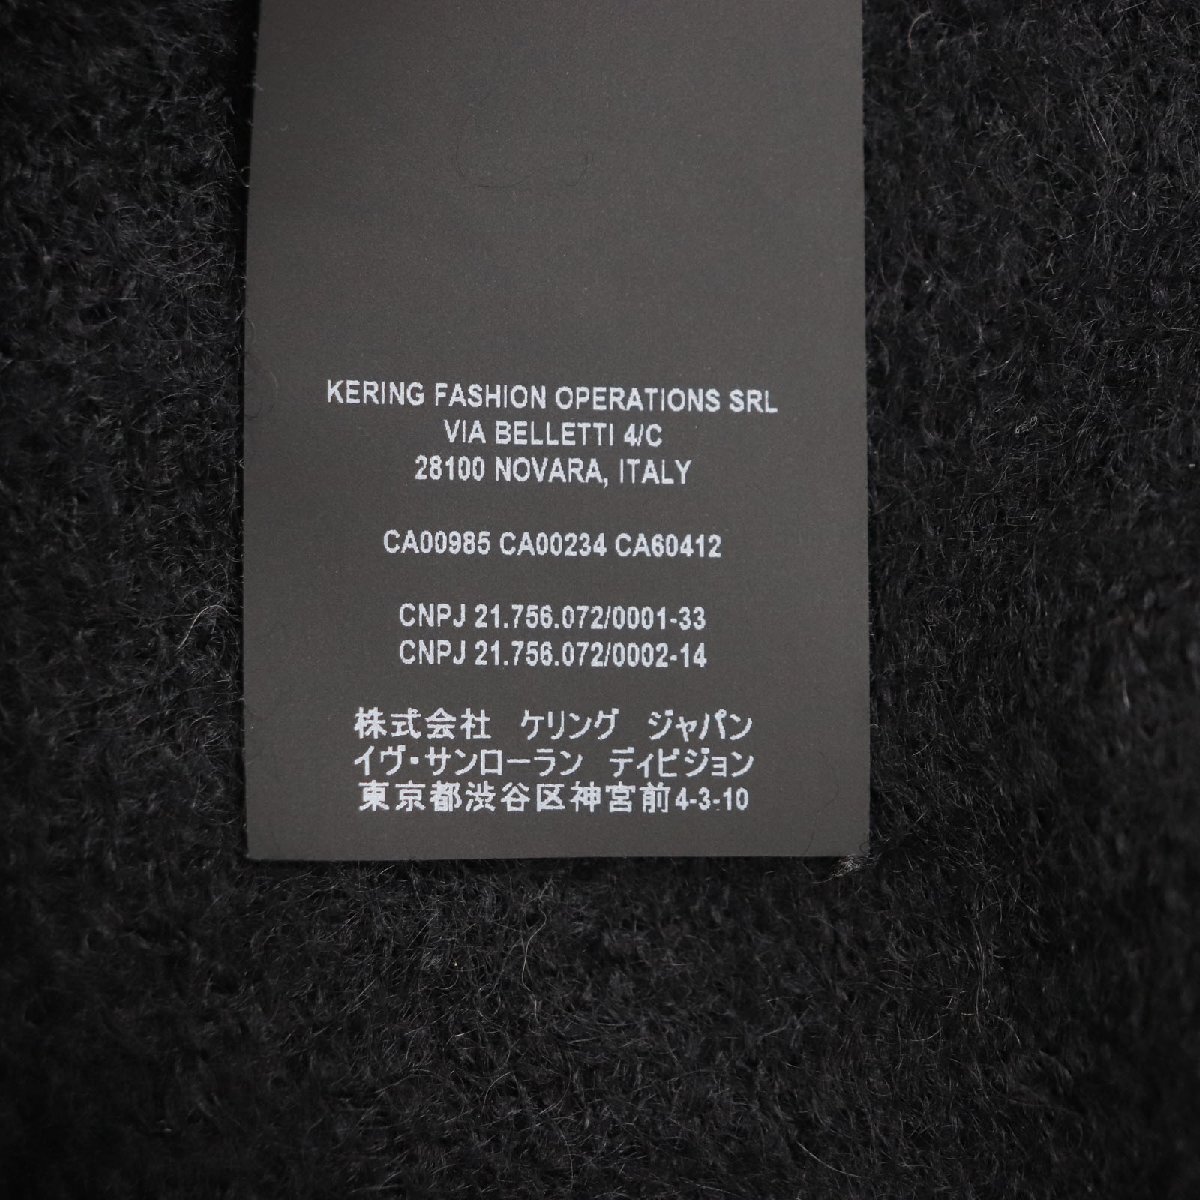 KERING FASHION OPERATIONS SRL
VIA BELLETTI 4/C
28100 NOVARA, ITALY
CA00985 CA00234 CA60412
CNPJ 21.756.072/0001-33
CNPJ 21.756.072/0002-14
株式会社 ケリング ジャパン
イヴ・サンローラン ディビジョン
東京都渋谷区神宮前4-3-10